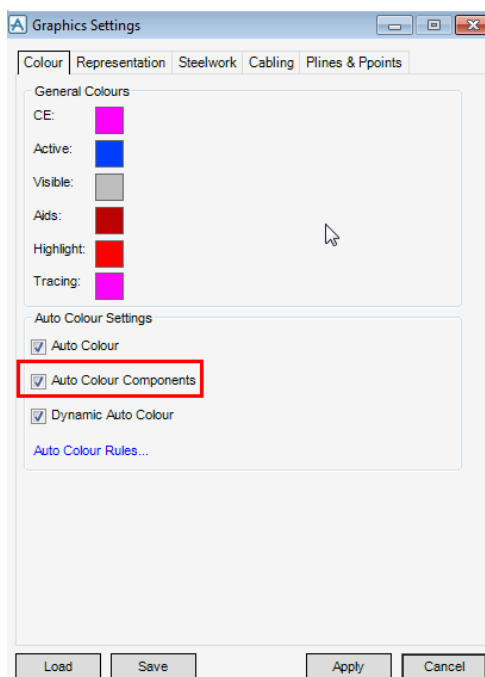 Graphics Settings
Colour Representation Steelwork Cabling Plines & Ppoints
General Colours
CE:
Active:
Visible:
Aids:
Highlight:
Tracing:
Auto Colour Settings
Auto Colour
Auto Colour Components
Dynamic Auto Colour
Auto Colour Rules...
Load Save Apply Cancel